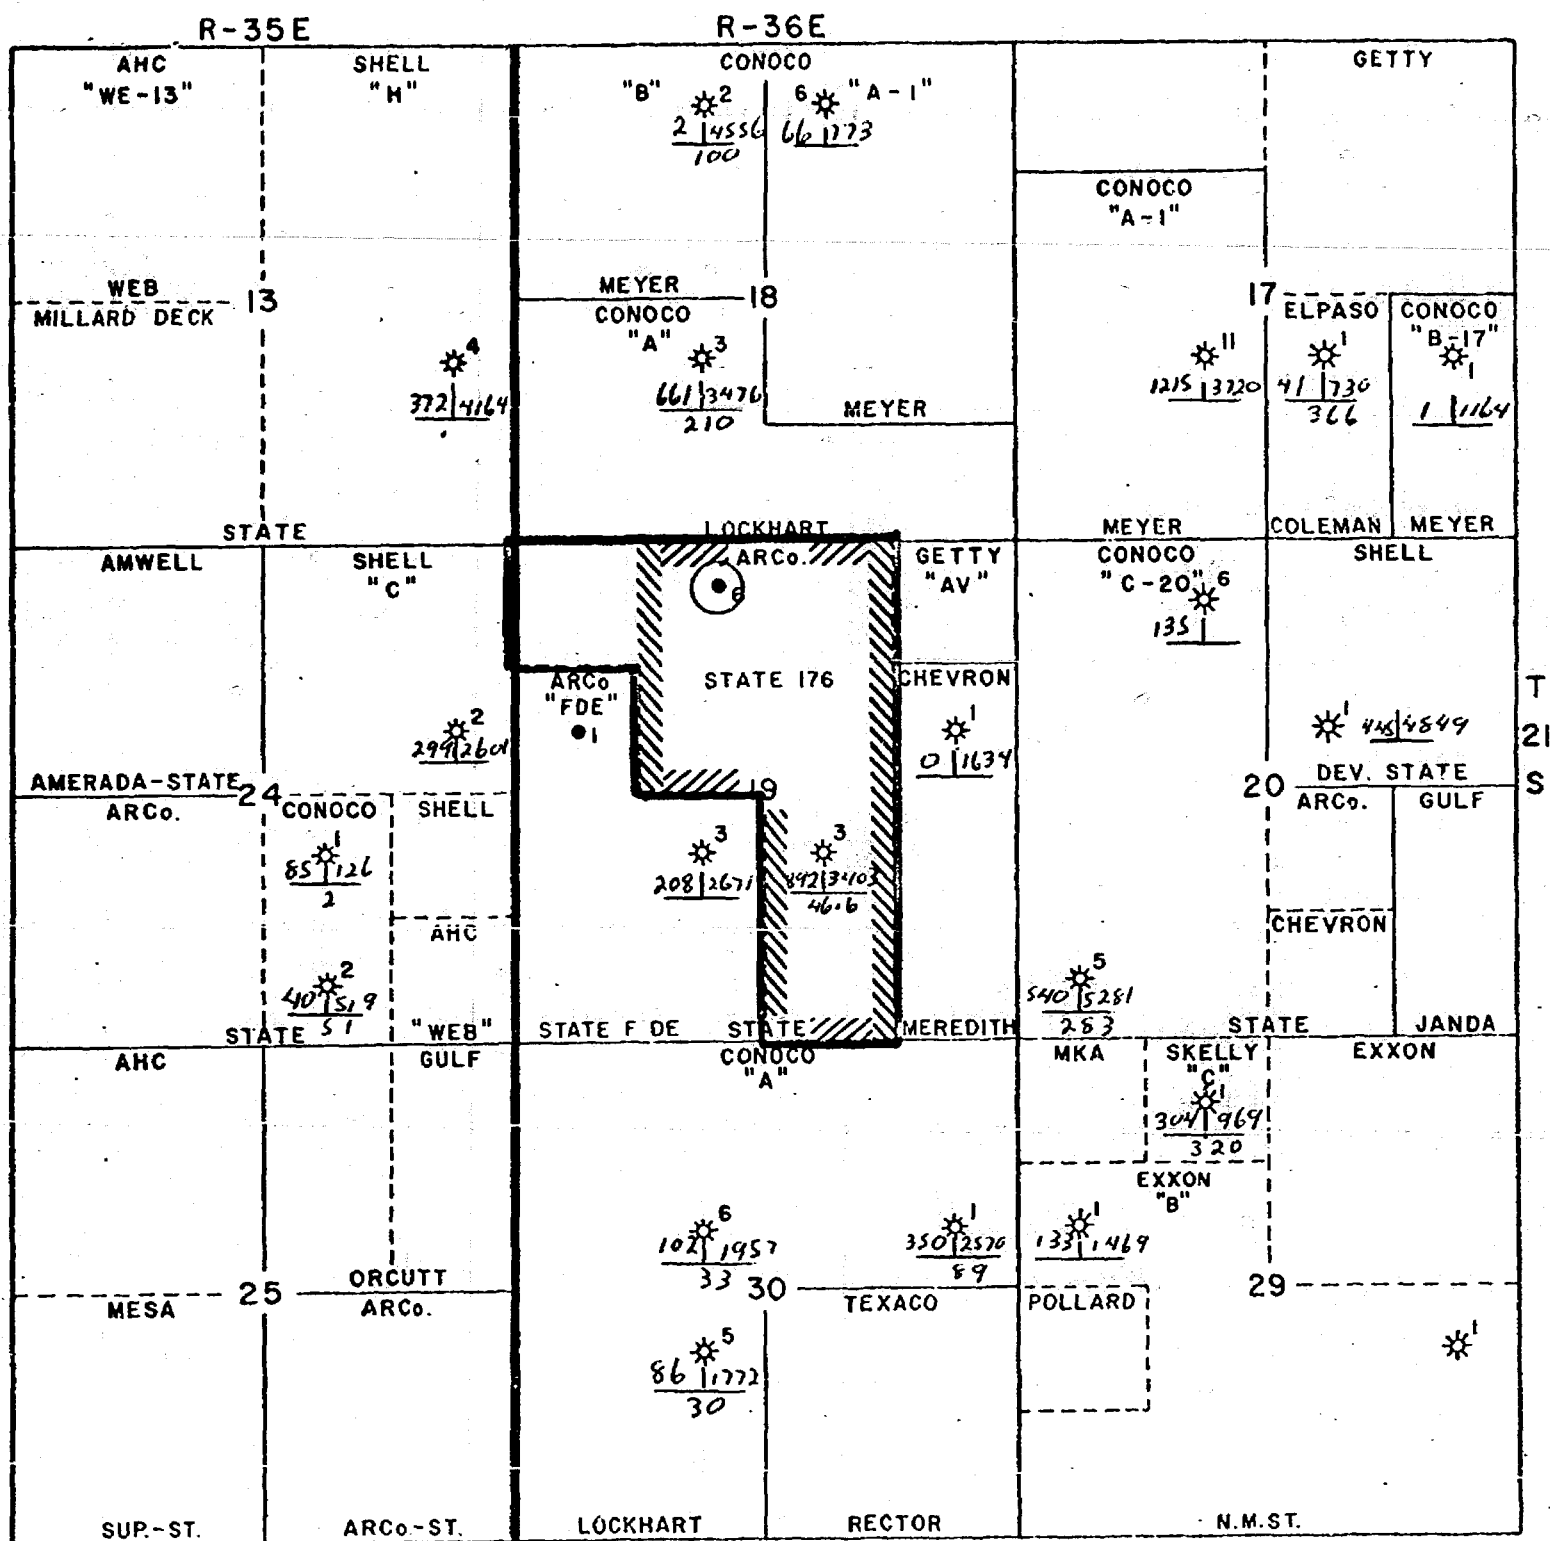 R-35E
R-36E
AHC
"WE-13"
SHELL
"H"
CONOCO
"B"
2
6
"A-1"
2 4556
100
66 773
GETTY
CONOCO
"A-1"
WEB
13
MILLARD DECK
MEYER
18
CONOCO
"A"
3
661 3476
210
MEYER
4
372 4164
17
ELPASO
CONOCO
"B-17"
11
1
1
1215 3720
41 730
366
1 1164
STATE
LOCKHART
MEYER
COLEMAN
MEYER
AMWELL
SHELL
"C"
ARCo.
6
GETTY
"AV"
CONOCO
"C-20"
6
135
SHELL
ARCo
"FDE"
1
STATE 176
CHEVRON
1
0 1634
2
299 2601
1
445 4849
T
21
S
AMERADA-STATE
24
ARCo.
CONOCO
SHELL
19
20
DEV. STATE
ARCo.
GULF
1
85 126
2
3
208 2671
3
892 3403
46.6
AHC
CHEVRON
2
40 519
51
5
540 5281
283
STATE
"WEB"
STATE F DE
STATE
MEREDITH
STATE
JANDA
AHC
GULF
CONOCO
"A"
MKA
SKELLY
"C"
1
304 969
320
EXXON
EXXON
"B"
6
102 1957
33
1
350 2570
89
1
133 1469
ORCUTT
25
MESA
ARCo.
30
TEXACO
POLLARD
29
5
86 1772
30
1
SUP.-ST.
ARCo-ST.
LOCKHART
RECTOR
N.M.ST.